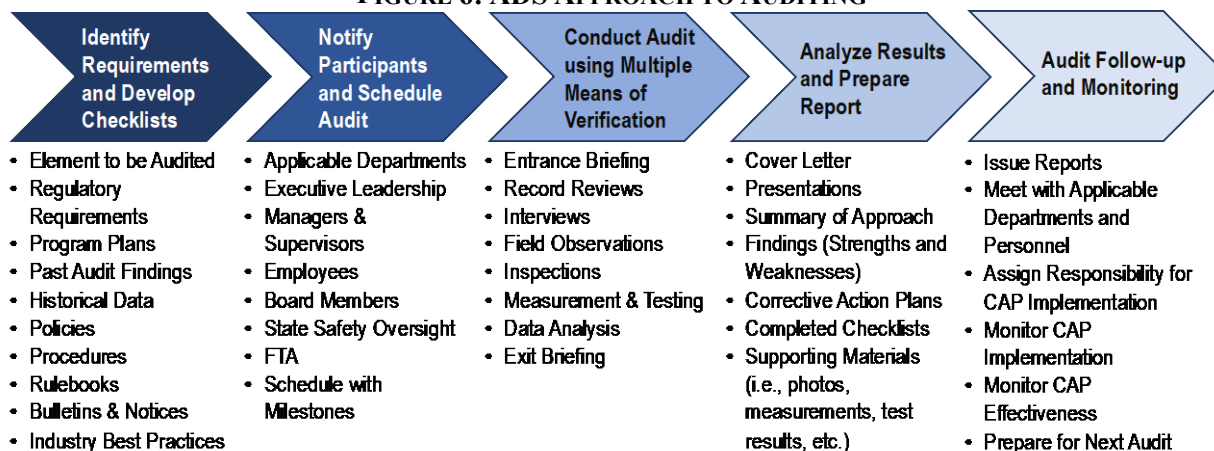 FIGURE 6: ADS APPROACH TO AUDITING
Identify
Requirements
and Develop
Checklists
• Element to be Audited
• Regulatory
Requirements
• Program Plans
• Past Audit Findings
• Historical Data
• Policies
• Procedures
• Rulebooks
• Bulletins & Notices
• Industry Best Practices
Notify
Participants
and Schedule
Audit
• Applicable Departments
• Executive Leadership
• Managers &
Supervisors
• Employees
• Board Members
• State Safety Oversight
• FTA
• Schedule with
Milestones
Conduct Audit
using Multiple
Means of
Verification
• Entrance Briefing
• Record Reviews
• Interviews
• Field Observations
• Inspections
• Measurement & Testing
• Data Analysis
• Exit Briefing
Analyze Results
and Prepare
Report
• Cover Letter
• Presentations
• Summary of Approach
• Findings (Strengths and
Weaknesses)
• Corrective Action Plans
• Completed Checklists
• Supporting Materials
(i.e., photos,
measurements, test
results, etc.)
Audit Follow-up
and Monitoring
• Issue Reports
• Meet with Applicable
Departments and
Personnel
• Assign Responsibility for
CAP Implementation
• Monitor CAP
Implementation
• Monitor CAP
Effectiveness
• Prepare for Next Audit